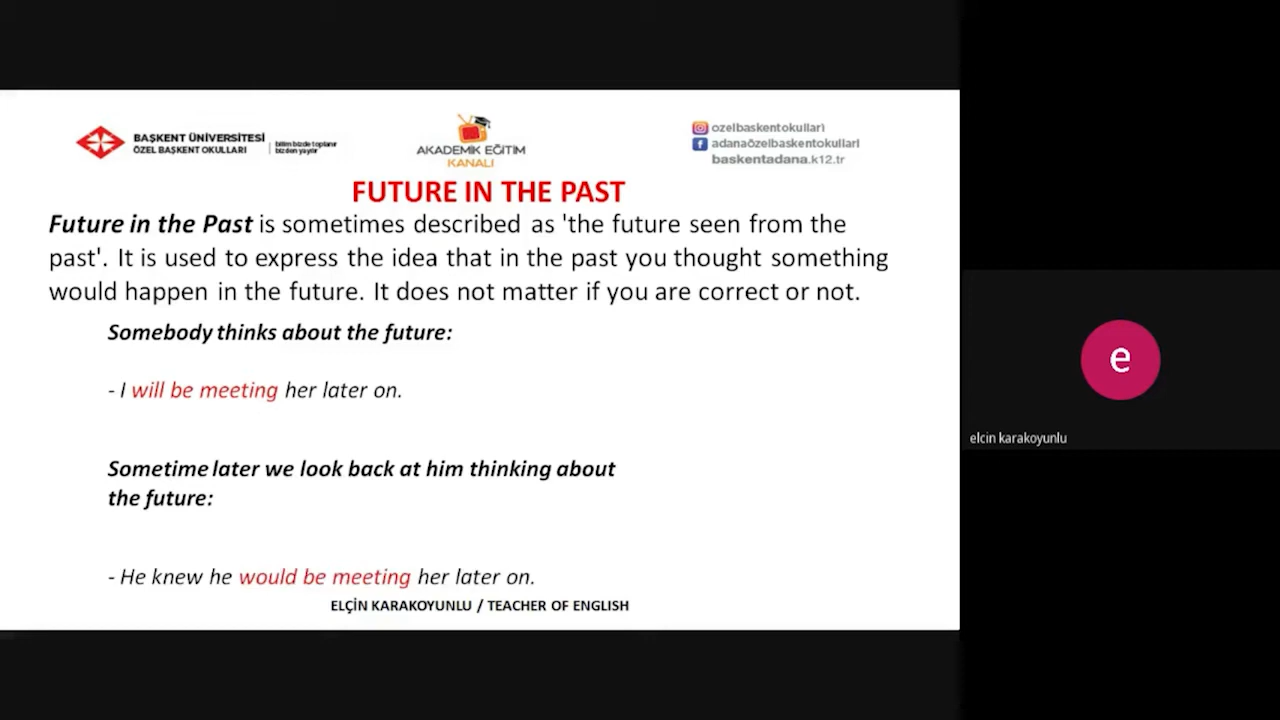 BAŞKENT ÜNİVERSİTESİ
ÖZEL BAŞKENT OKULLARI
bilim bizde toplanır
bizden yayılır
AKADEMİK EĞİTİM
KANALI
ozelbaskentokullari
adanaözelbaskentokullari
baskentadana.k12.tr
FUTURE IN THE PAST
Future in the Past is sometimes described as 'the future seen from the
past'. It is used to express the idea that in the past you thought something
would happen in the future. It does not matter if you are correct or not.
Somebody thinks about the future:
- I will be meeting her later on.
Sometime later we look back at him thinking about
the future:
- He knew he would be meeting her later on.
ELÇİN KARAKOYUNLU / TEACHER OF ENGLISH
e
elcin karakoyunlu